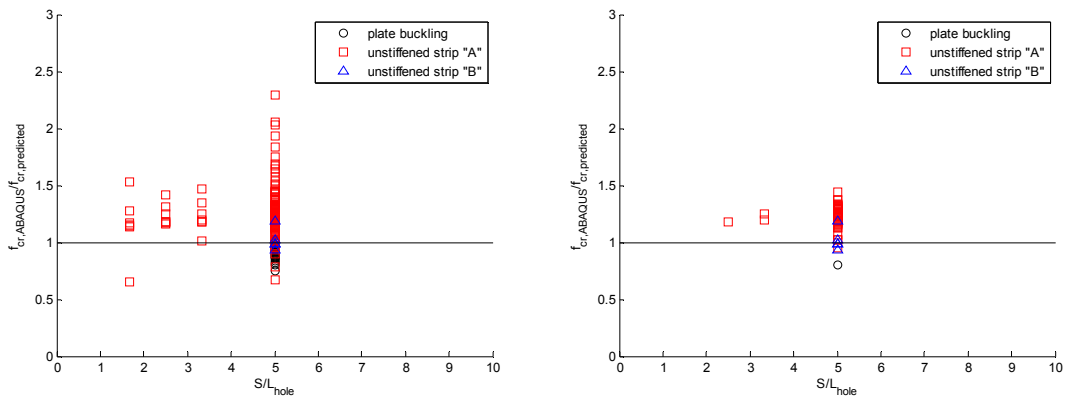 3
2.5
2
1.5
1
0.5
0
0 1 2 3 4 5 6 7 8 9 10
S/L_hole
f_cr,ABAQUS/f_cr,predicted
plate buckling
unstiffened strip "A"
unstiffened strip "B"
3
2.5
2
1.5
1
0.5
0
0 1 2 3 4 5 6 7 8 9 10
S/L_hole
f_cr,ABAQUS/f_cr,predicted
plate buckling
unstiffened strip "A"
unstiffened strip "B"